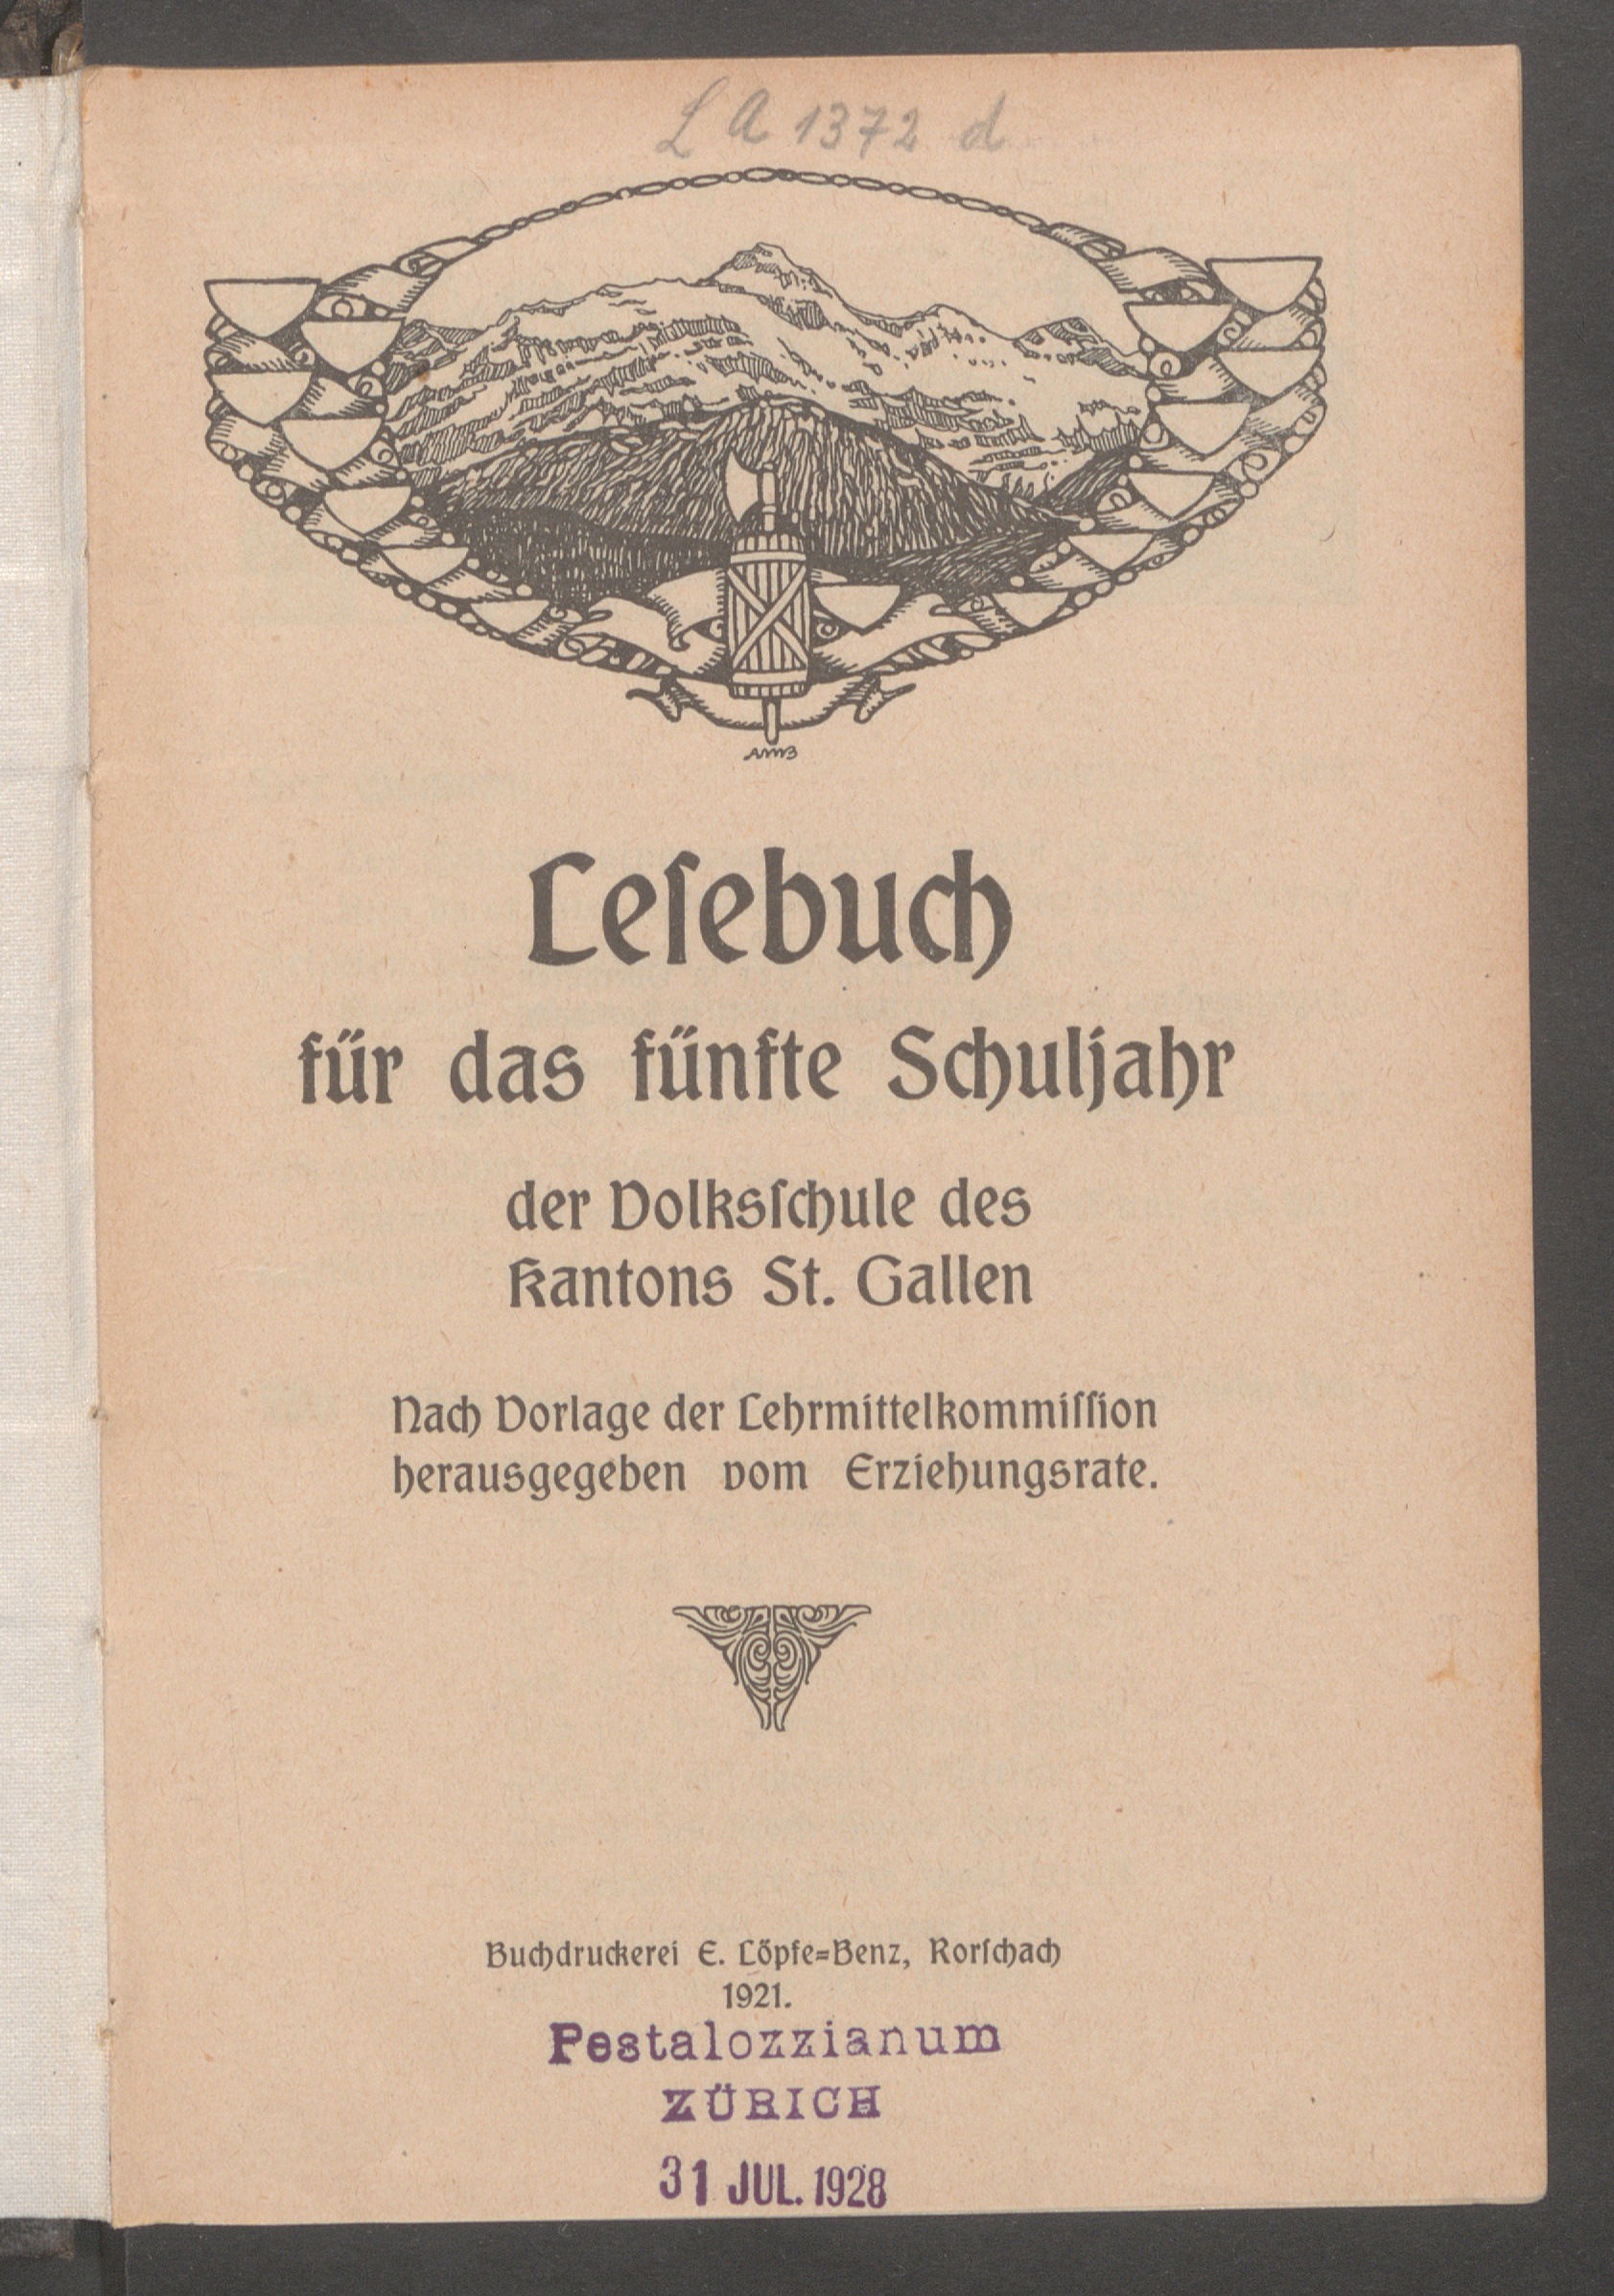 L A 1372 d
AMB
Lesebuch
für das fünfte Schuljahr
der Volksschule des
Kantons St. Gallen
Nach Vorlage der Lehrmittelkommission
herausgegeben vom Erziehungsrate.
Buchdruckerei E. Löpfe=Benz, Rorschach
1921.
Pestalozzianum
ZÜRICH
31 JUL. 1928